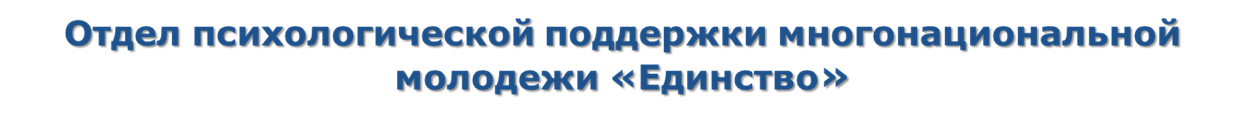 Отдел психологической поддержки многонациональной
молодежи «Единство»